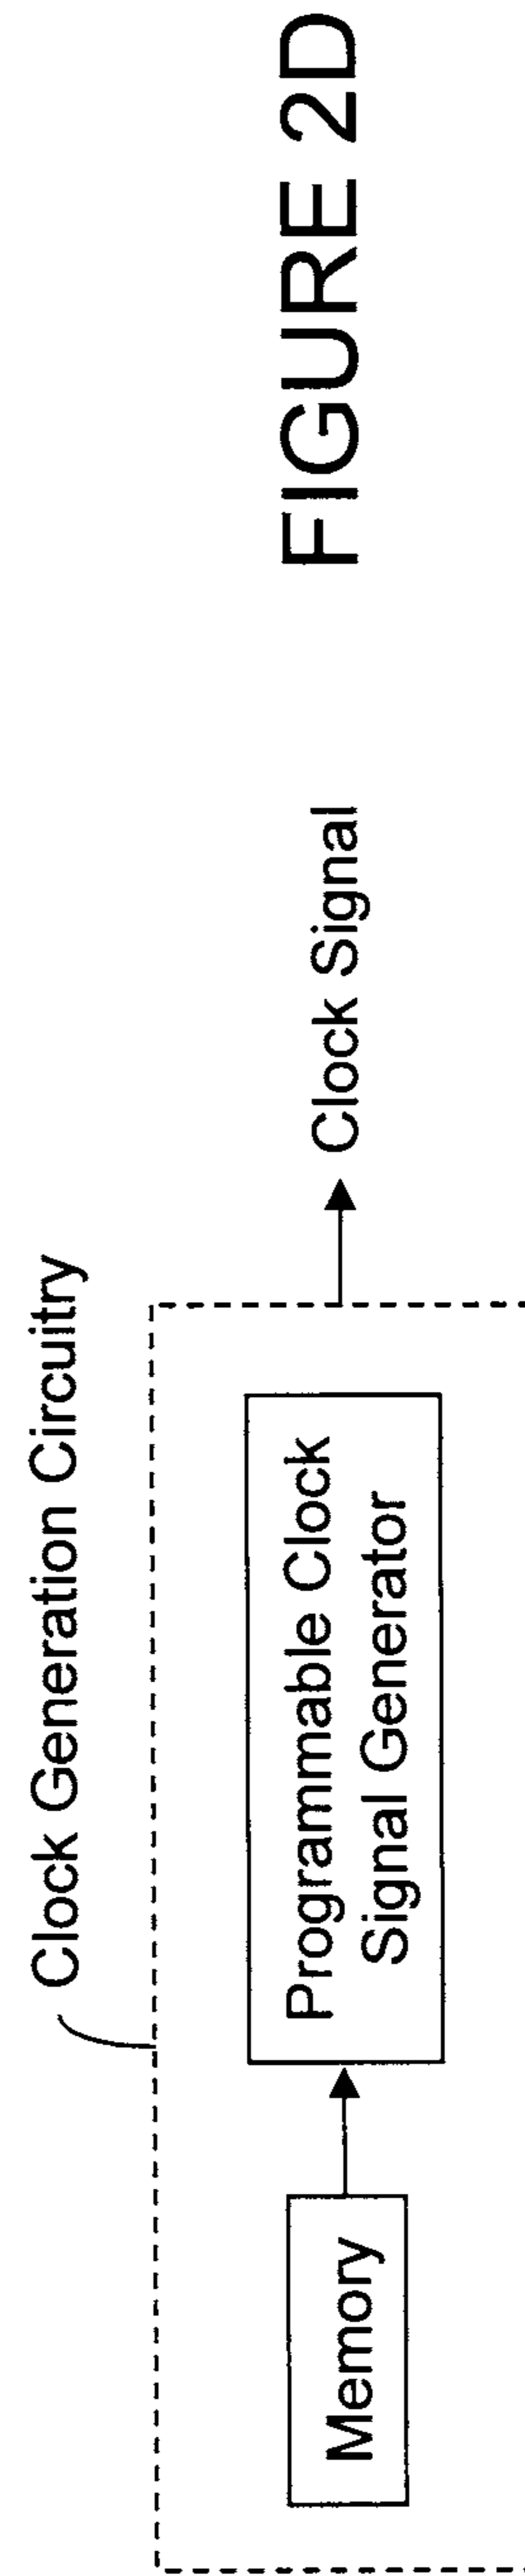 Clock Generation Circuitry
Memory
Programmable Clock
Signal Generator
Clock Signal
FIGURE 2D